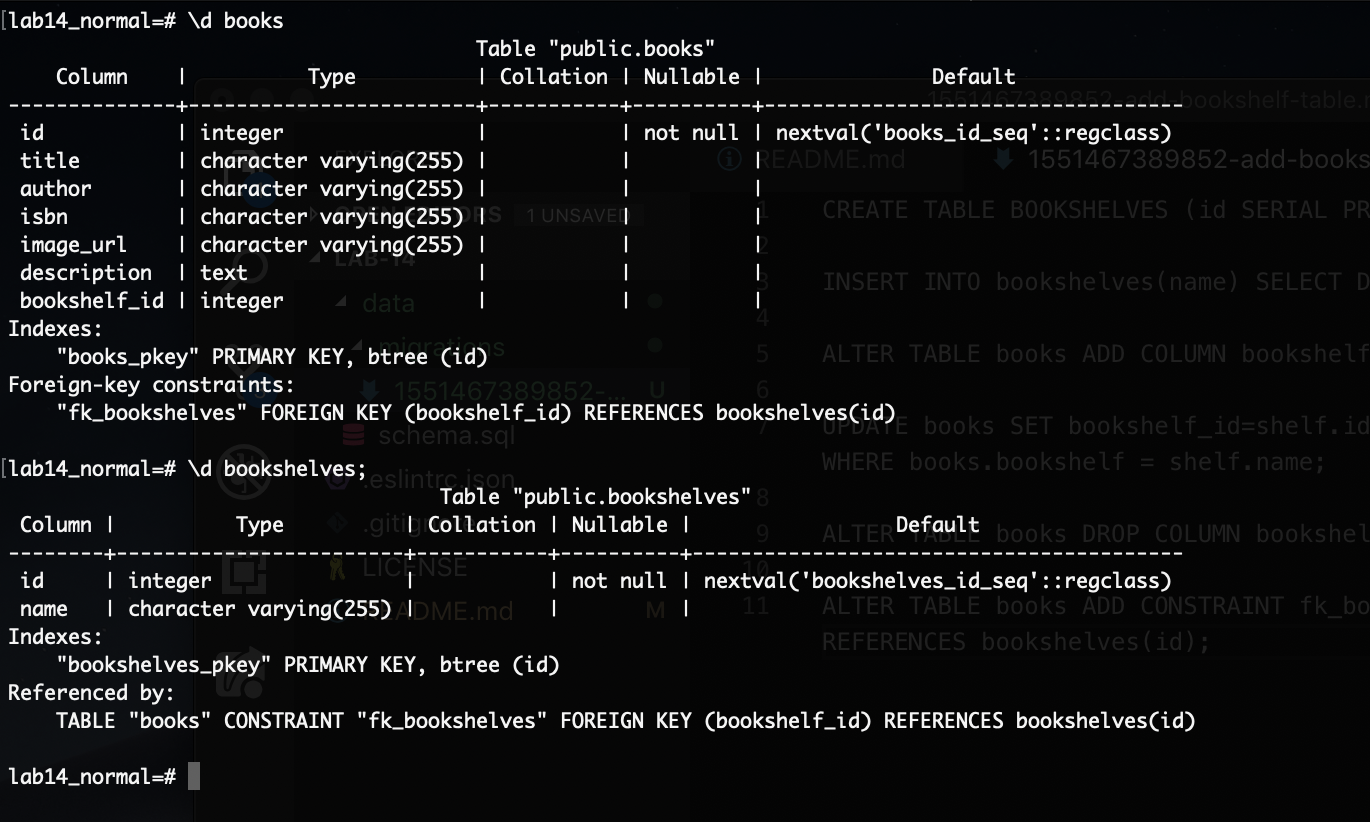 [lab14_normal=# \d books
Table "public.books"
Column | Type | Collation | Nullable | Default
--------------+------------------------+-----------+----------+-----------------------------------
id | integer | | not null | nextval('books_id_seq'::regclass)
title | character varying(255) | | |
author | character varying(255) | | |
isbn | character varying(255) | | |
image_url | character varying(255) | | |
description | text | | |
bookshelf_id | integer | | |
Indexes:
"books_pkey" PRIMARY KEY, btree (id)
Foreign-key constraints:
"fk_bookshelves" FOREIGN KEY (bookshelf_id) REFERENCES bookshelves(id)
[lab14_normal=# \d bookshelves;
Table "public.bookshelves"
Column | Type | Collation | Nullable | Default
--------+------------------------+-----------+----------+-----------------------------------------
id | integer | | not null | nextval('bookshelves_id_seq'::regclass)
name | character varying(255) | | |
Indexes:
"bookshelves_pkey" PRIMARY KEY, btree (id)
Referenced by:
TABLE "books" CONSTRAINT "fk_bookshelves" FOREIGN KEY (bookshelf_id) REFERENCES bookshelves(id)
lab14_normal=#
1551467389852-add-bookshelf-table.
README.md
1551467389852-add-books
1 UNSAVED
LAB-14
data
migrations
1551467389852-... U
schema.sql
.eslintrc.json
LICENSE
README.md M
1 CREATE TABLE BOOKSHELVES (id SERIAL PR
2
3 INSERT INTO bookshelves(name) SELECT D
4
5 ALTER TABLE books ADD COLUMN bookshelf
6
7 UPDATE books SET bookshelf_id=shelf.id
WHERE books.bookshelf = shelf.name;
8
9 ALTER TABLE books DROP COLUMN bookshel
10
11 ALTER TABLE books ADD CONSTRAINT fk_bo
REFERENCES bookshelves(id);